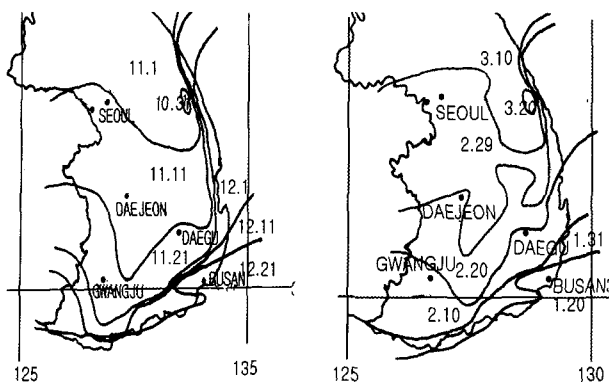 11.1
10.31
SEOUL
11.11
12.1
DAEJEON
12.11
DAEGU
11.21
12.21
GWANGJU
BUSAN
125
135
3.10
SEOUL
3.20
2.29
DAEJEON
DAEGU
1.31
GWANGJU
2.20
BUSAN
2.10
1.20
125
130